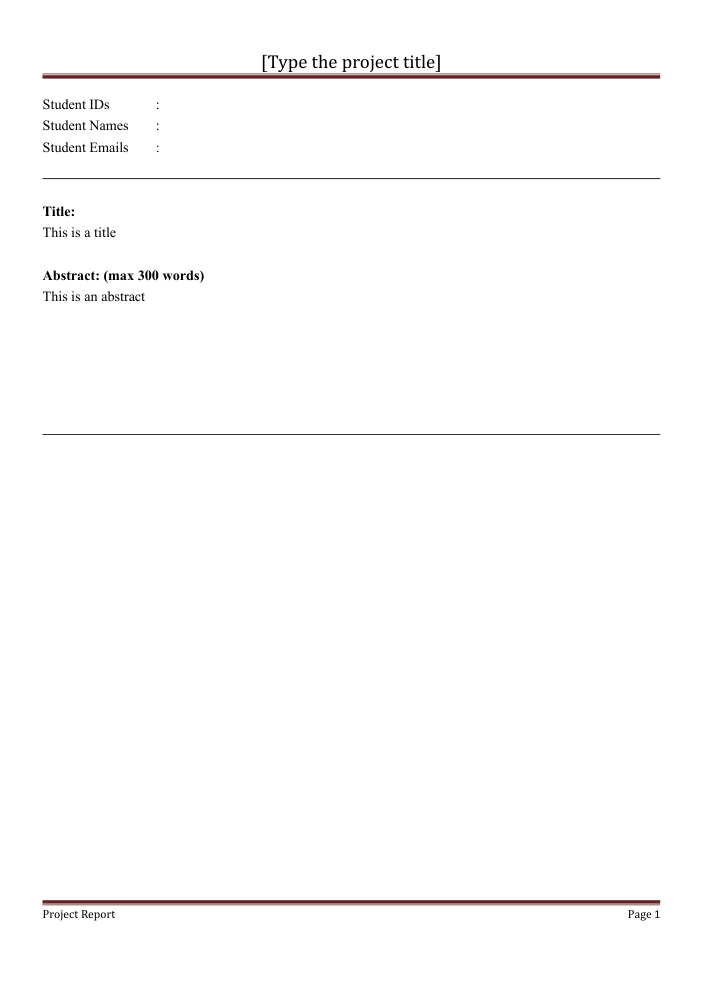 [Type the project title]
Student IDs :
Student Names :
Student Emails :
Title:
This is a title
Abstract: (max 300 words)
This is an abstract
Project Report Page 1